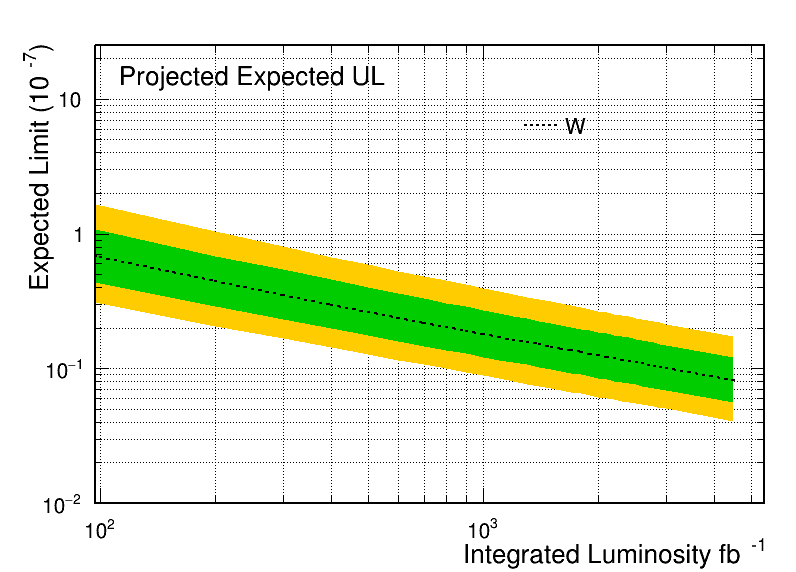 Projected Expected UL
W
Expected Limit (10⁻⁷)
10
1
10⁻¹
10⁻²
10²
10³
Integrated Luminosity fb⁻¹